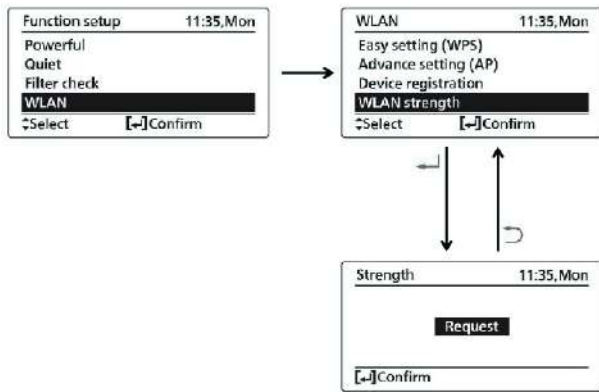 Function setup 11:35,Mon
Powerful
Quiet
Filter check
WLAN
Select [↵]Confirm
WLAN 11:35,Mon
Easy setting (WPS)
Advance setting (AP)
Device registration
WLAN strength
Select [↵]Confirm
Strength 11:35,Mon
Request
[↵]Confirm